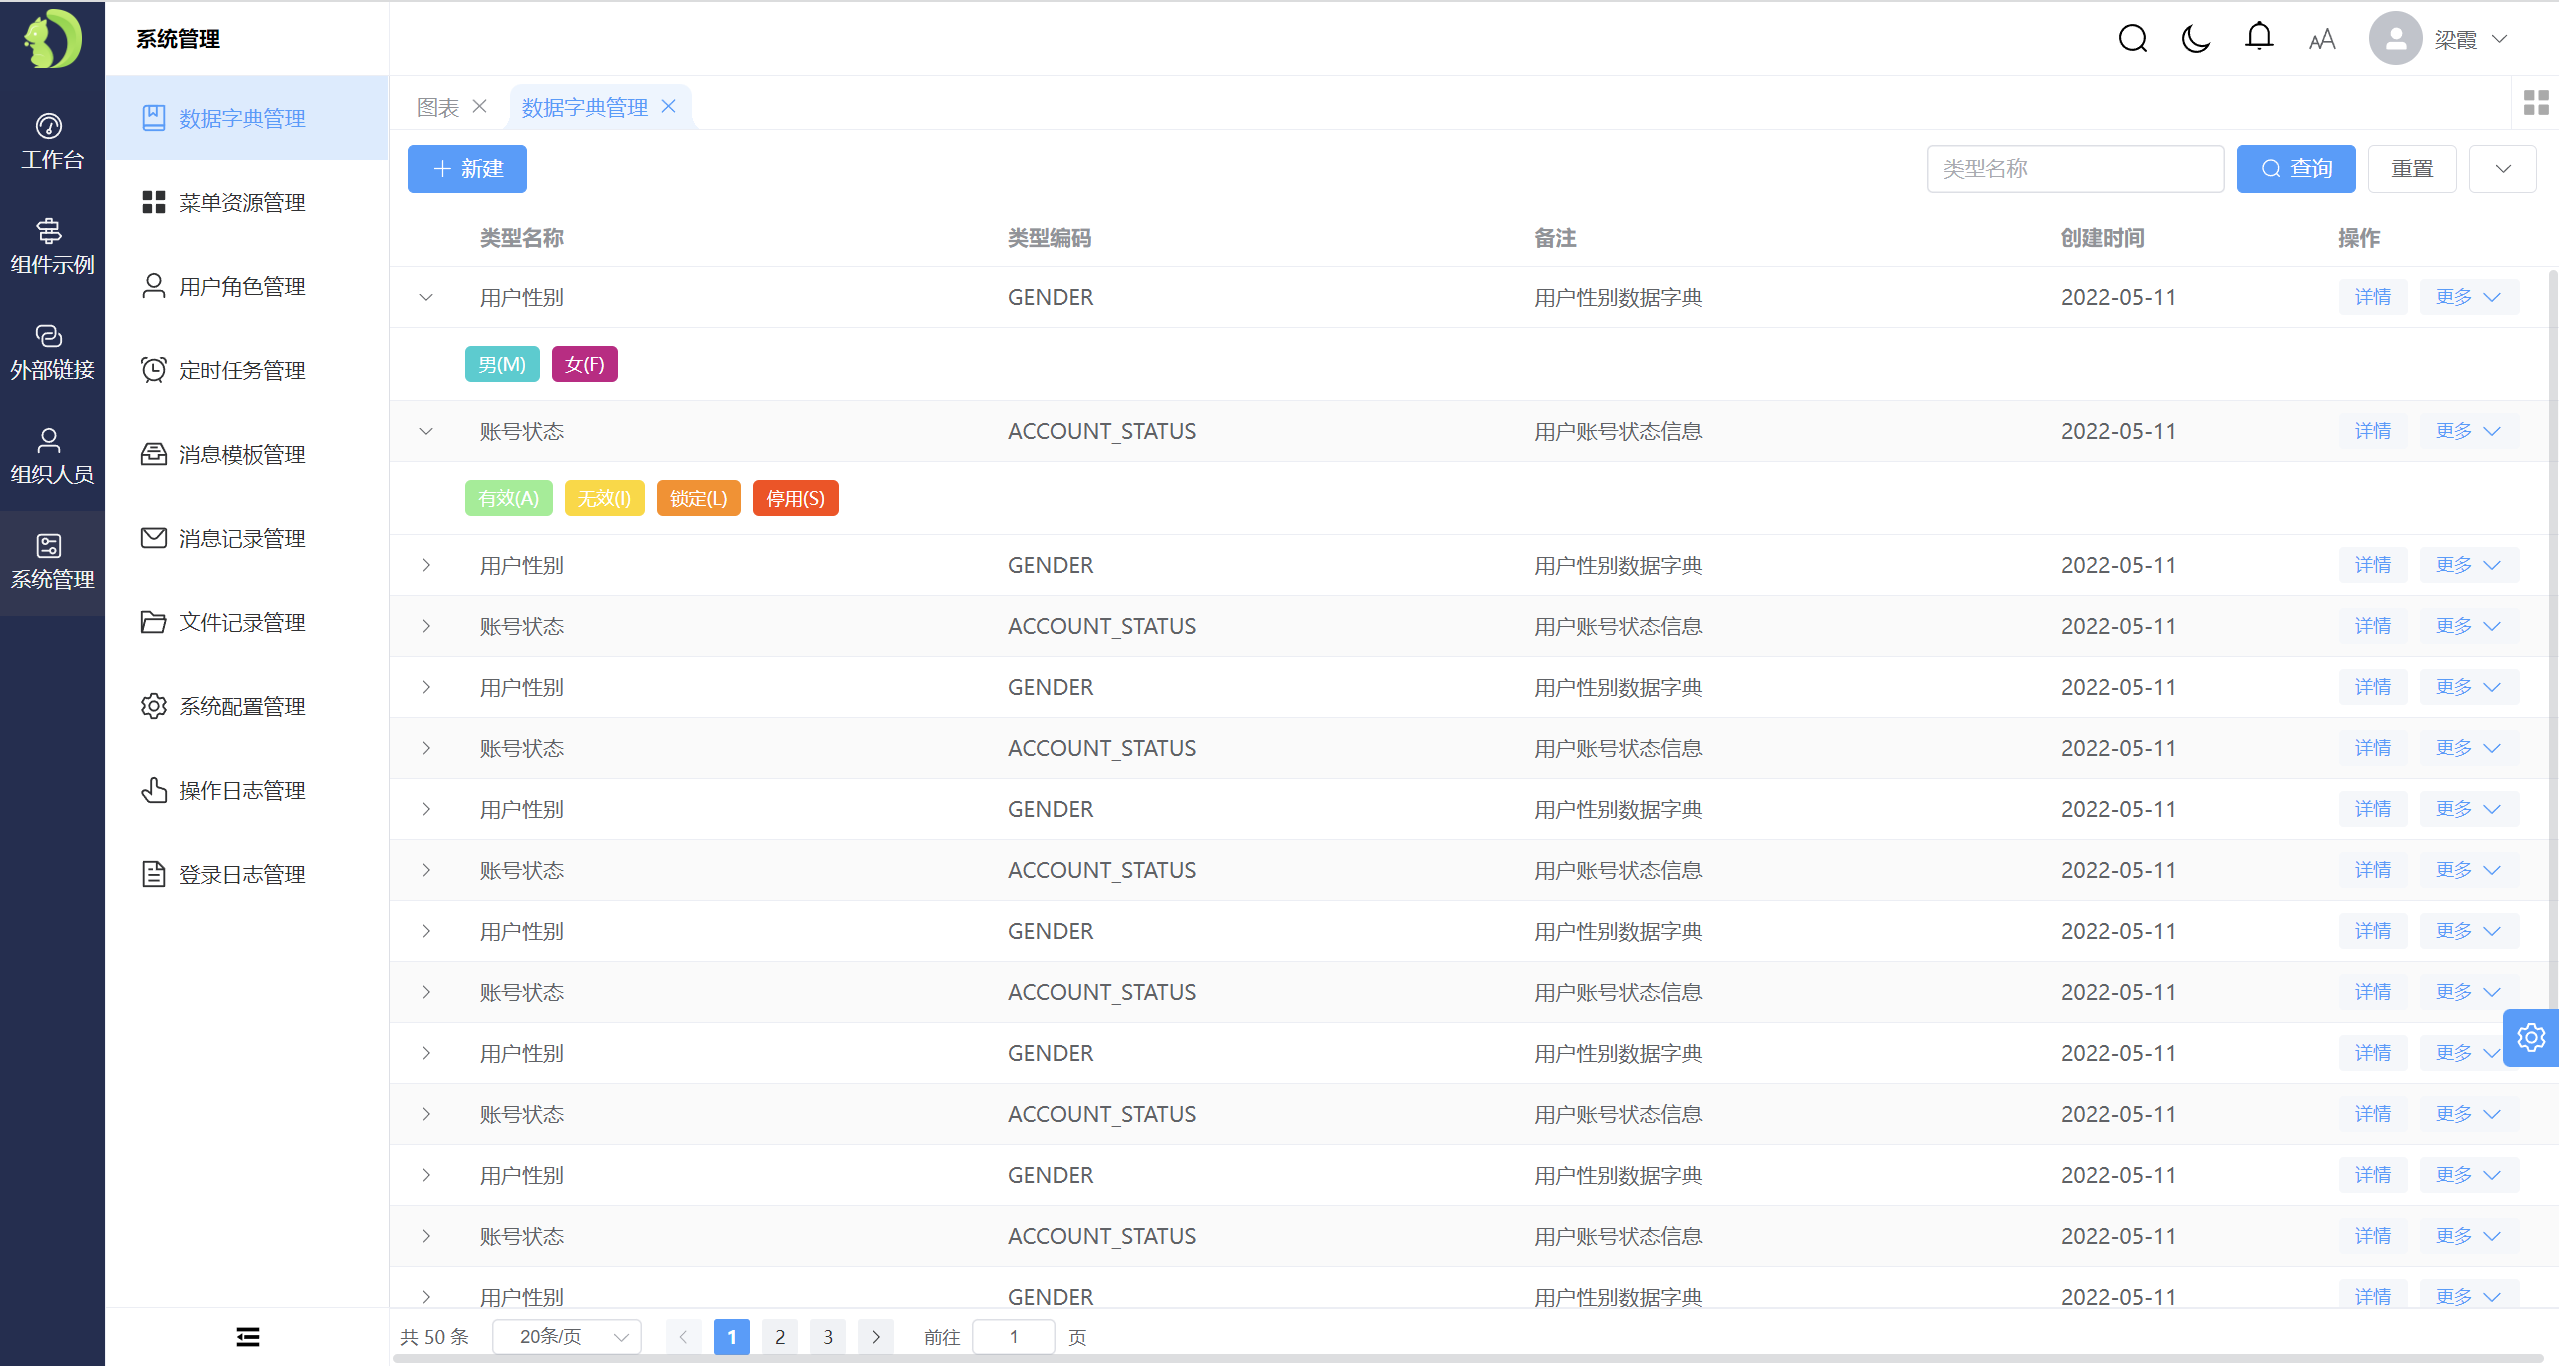 系统管理
梁霞
工作台
组件示例
外部链接
组织人员
系统管理
数据字典管理
菜单资源管理
用户角色管理
定时任务管理
消息模板管理
消息记录管理
文件记录管理
系统配置管理
操作日志管理
登录日志管理
图表 数据字典管理
新建 类型名称 查询 重置
类型名称 类型编码 备注 创建时间 操作
用户性别 GENDER 用户性别数据字典 2022-05-11 详情 更多
男(M) 女(F)
账号状态 ACCOUNT_STATUS 用户账号状态信息 2022-05-11 详情 更多
有效(A) 无效(I) 锁定(L) 停用(S)
用户性别 GENDER 用户性别数据字典 2022-05-11 详情 更多
账号状态 ACCOUNT_STATUS 用户账号状态信息 2022-05-11 详情 更多
用户性别 GENDER 用户性别数据字典 2022-05-11 详情 更多
账号状态 ACCOUNT_STATUS 用户账号状态信息 2022-05-11 详情 更多
用户性别 GENDER 用户性别数据字典 2022-05-11 详情 更多
账号状态 ACCOUNT_STATUS 用户账号状态信息 2022-05-11 详情 更多
用户性别 GENDER 用户性别数据字典 2022-05-11 详情 更多
账号状态 ACCOUNT_STATUS 用户账号状态信息 2022-05-11 详情 更多
用户性别 GENDER 用户性别数据字典 2022-05-11 详情 更多
账号状态 ACCOUNT_STATUS 用户账号状态信息 2022-05-11 详情 更多
用户性别 GENDER 用户性别数据字典 2022-05-11 详情 更多
账号状态 ACCOUNT_STATUS 用户账号状态信息 2022-05-11 详情 更多
用户性别 GENDER 用户性别数据字典 2022-05-11 详情 更多
共 50 条 20条/页 1 2 3 前往 1 页